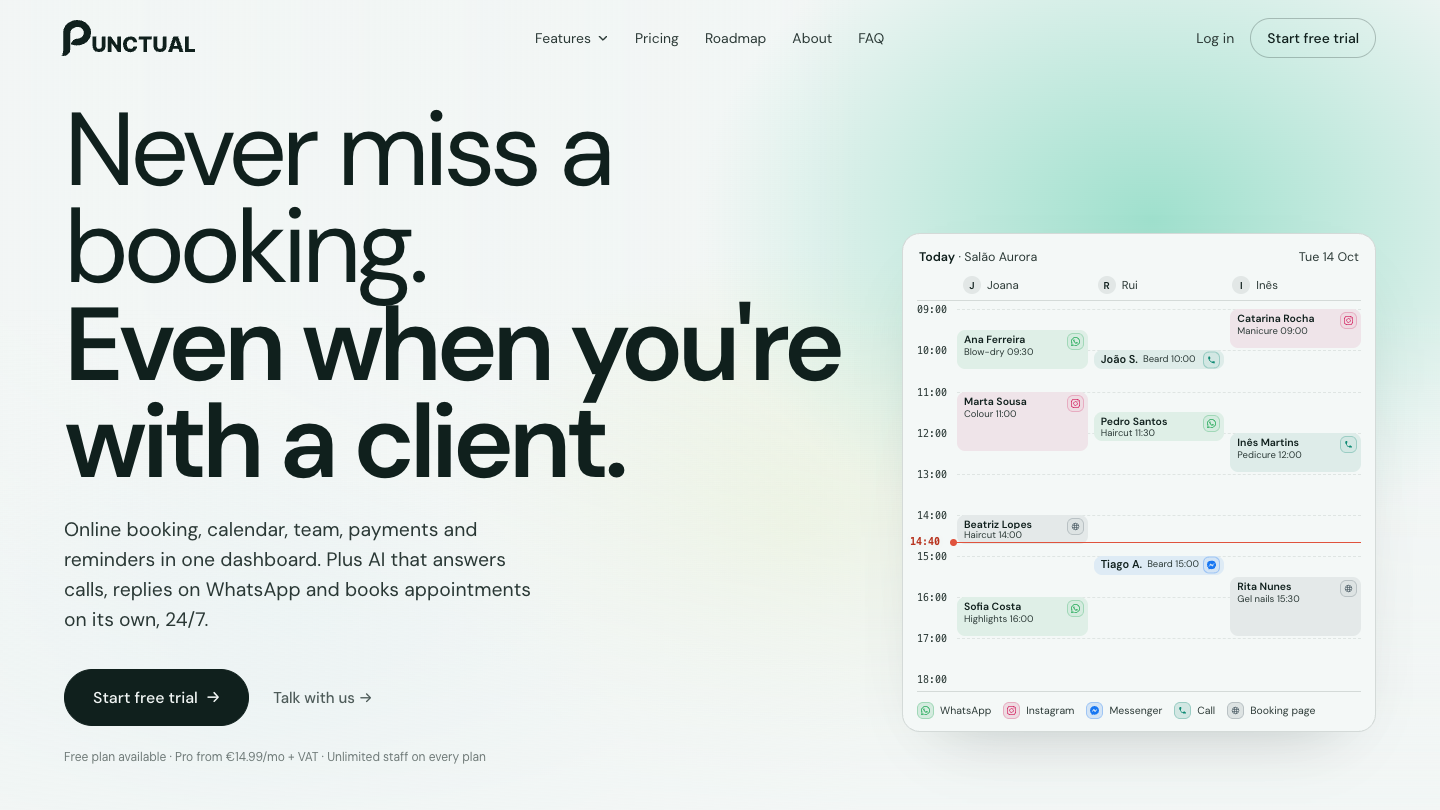 PUNCTUAL
Features
Pricing
Roadmap
About
FAQ
Log in
Start free trial
Never miss a
booking.
Even when you're
with a client.
Online booking, calendar, team, payments and
reminders in one dashboard. Plus AI that answers
calls, replies on WhatsApp and books appointments
on its own, 24/7.
Start free trial →
Talk with us →
Free plan available · Pro from €14.99/mo + VAT · Unlimited staff on every plan
Today · Salão Aurora
Tue 14 Oct
J Joana
R Rui
I Inês
09:00
Catarina Rocha
Manicure 09:00
Ana Ferreira
Blow-dry 09:30
10:00
João S. Beard 10:00
11:00
Marta Sousa
Colour 11:00
Pedro Santos
Haircut 11:30
12:00
Inês Martins
Pedicure 12:00
13:00
14:00
Beatriz Lopes
Haircut 14:00
14:40
15:00
Tiago A. Beard 15:00
Rita Nunes
Gel nails 15:30
16:00
Sofia Costa
Highlights 16:00
17:00
18:00
WhatsApp
Instagram
Messenger
Call
Booking page